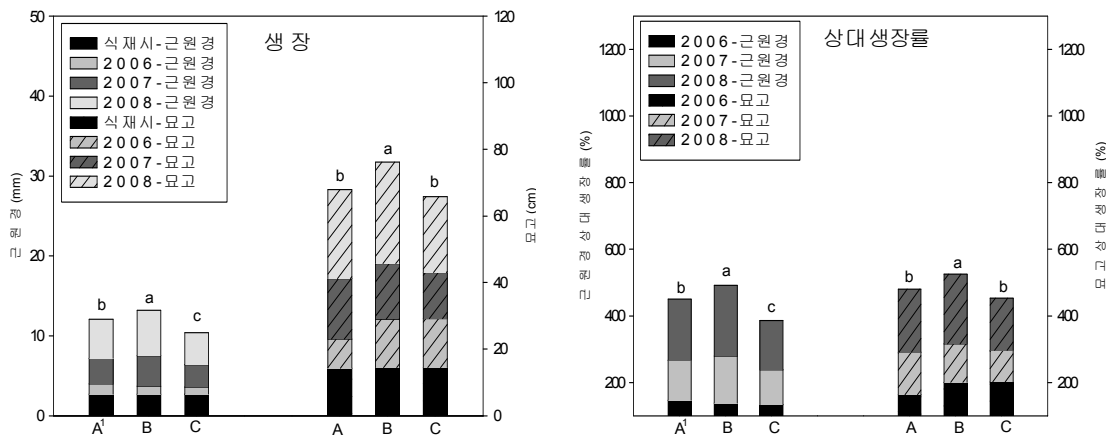 생 장
식재시-근원경
2006-근원경
2007-근원경
2008-근원경
식재시-묘고
2006-묘고
2007-묘고
2008-묘고
근원경 (mm)
50
40
30
20
10
0
b
a
c
b
a
b
A¹
B
C
A
B
C
120
100
80
60
40
20
0
묘고 (cm)
상대생장률
2006-근원경
2007-근원경
2008-근원경
2006-묘고
2007-묘고
2008-묘고
근원경상대생장률 (%)
1200
1000
800
600
400
200
b
a
c
b
a
b
A¹
B
C
A
B
C
1200
1000
800
600
400
200
묘고상대생장률 (%)